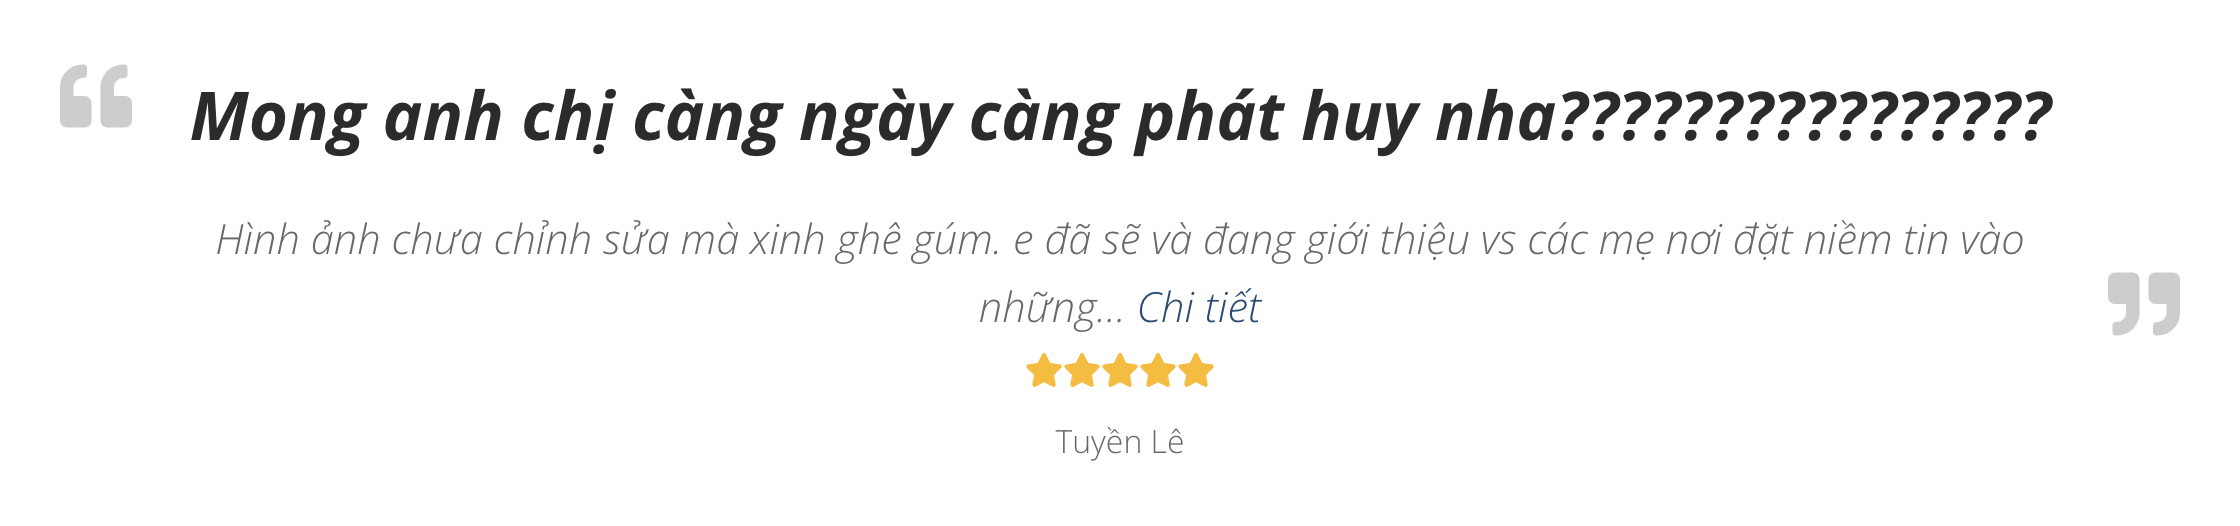 Mong anh chị càng ngày càng phát huy nha????????????????
Hình ảnh chưa chỉnh sửa mà xinh ghê gúm. e đã sẽ và đang giới thiệu vs các mẹ nơi đặt niềm tin vào
những... Chi tiết
Tuyền Lê